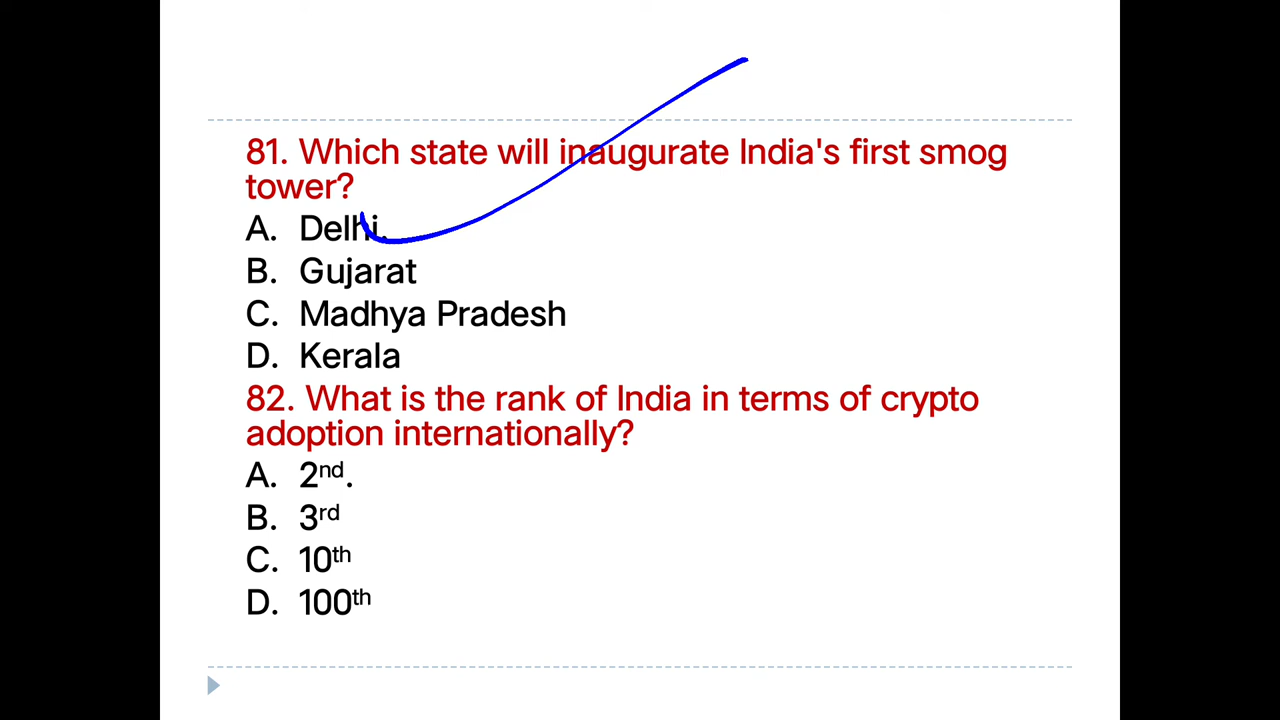 81. Which state will inaugurate India's first smog
tower?
A. Delhi.
B. Gujarat
C. Madhya Pradesh
D. Kerala
82. What is the rank of India in terms of crypto
adoption internationally?
A. 2nd.
B. 3rd
C. 10th
D. 100th